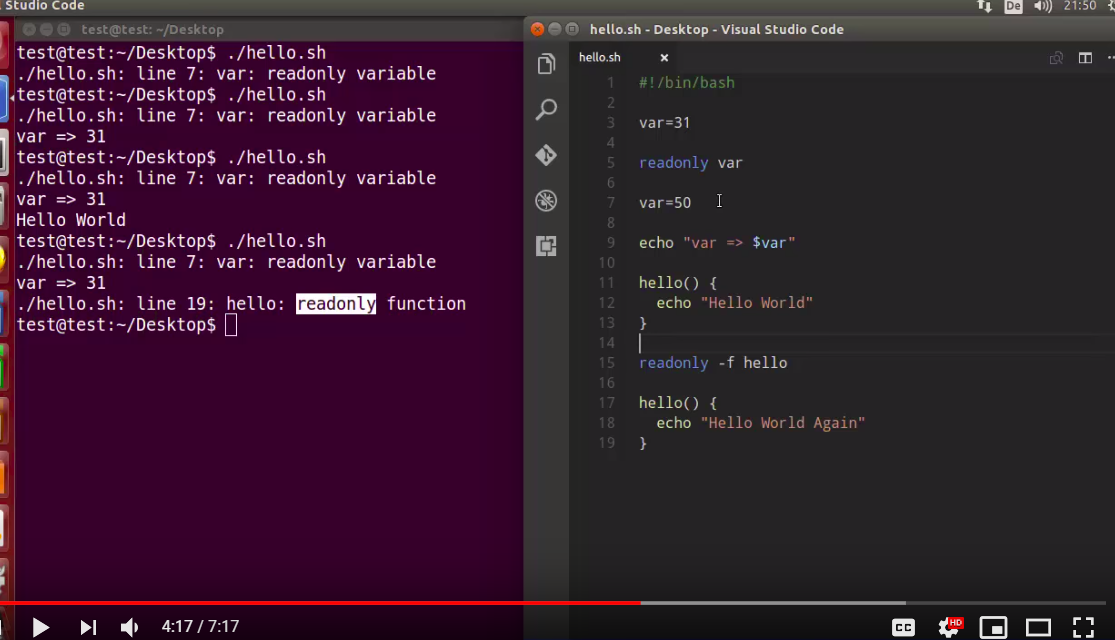 Studio Code
De
21:50
test@test: ~/Desktop
test@test:~/Desktop$ ./hello.sh
./hello.sh: line 7: var: readonly variable
test@test:~/Desktop$ ./hello.sh
./hello.sh: line 7: var: readonly variable
var => 31
test@test:~/Desktop$ ./hello.sh
./hello.sh: line 7: var: readonly variable
var => 31
Hello World
test@test:~/Desktop$ ./hello.sh
./hello.sh: line 7: var: readonly variable
var => 31
./hello.sh: line 19: hello: readonly function
test@test:~/Desktop$
hello.sh - Desktop - Visual Studio Code
hello.sh
1 #!/bin/bash
2
3 var=31
4
5 readonly var
6
7 var=50
8
9 echo "var => $var"
10
11 hello() {
12   echo "Hello World"
13 }
14
15 readonly -f hello
16
17 hello() {
18   echo "Hello World Again"
19 }
4:17 / 7:17
CC
HD